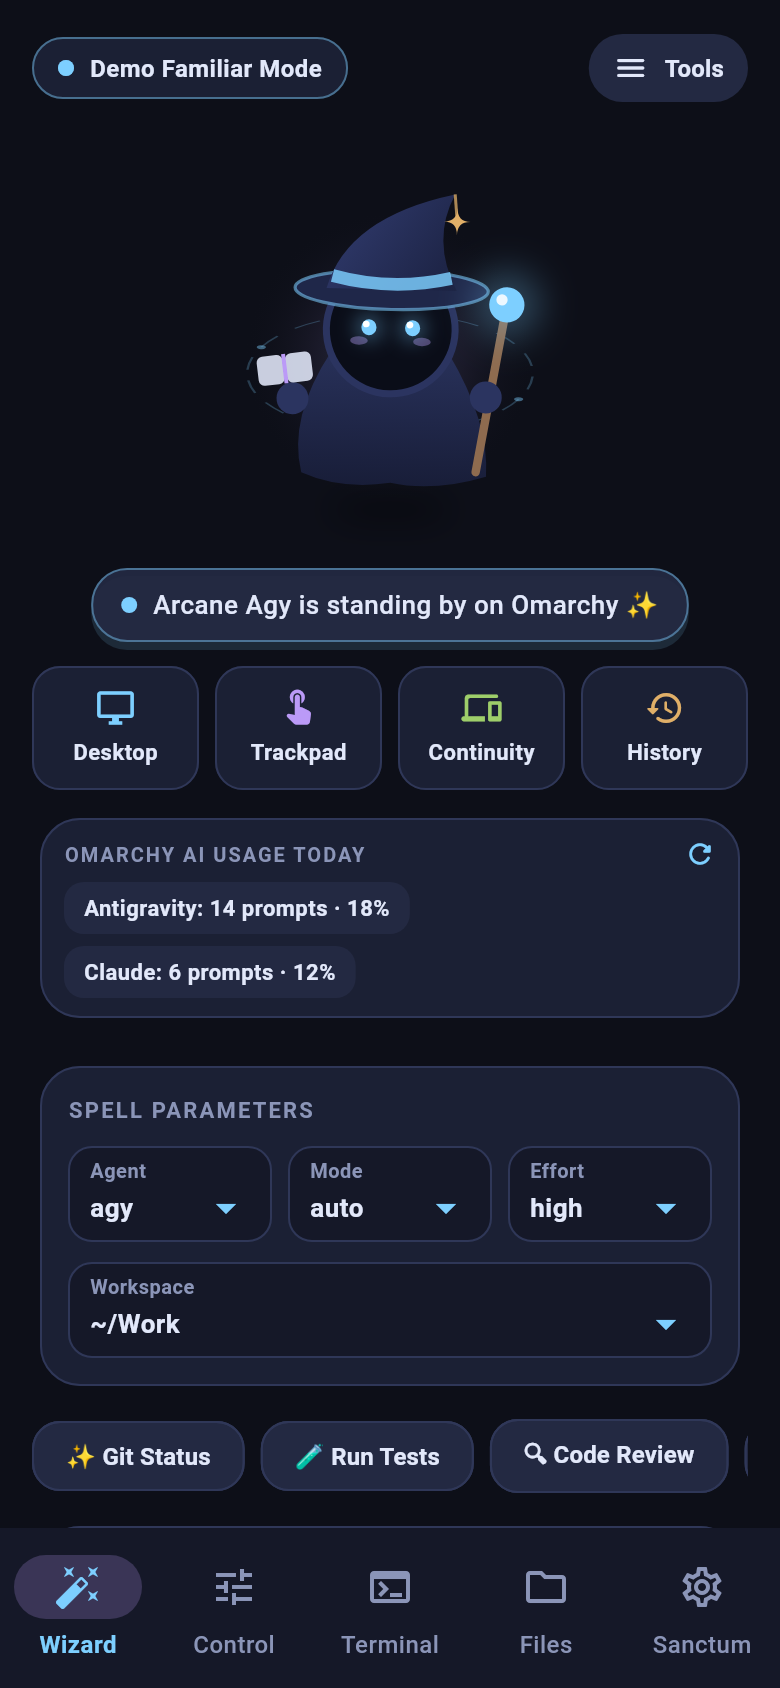 Demo Familiar Mode
Tools
Arcane Agy is standing by on Omarchy ✨
Desktop
Trackpad
Continuity
History
OMARCHY AI USAGE TODAY
Antigravity: 14 prompts · 18%
Claude: 6 prompts · 12%
SPELL PARAMETERS
Agent
agy
Mode
auto
Effort
high
Workspace
~/Work
✨ Git Status
🧪 Run Tests
🔍 Code Review
Wizard
Control
Terminal
Files
Sanctum